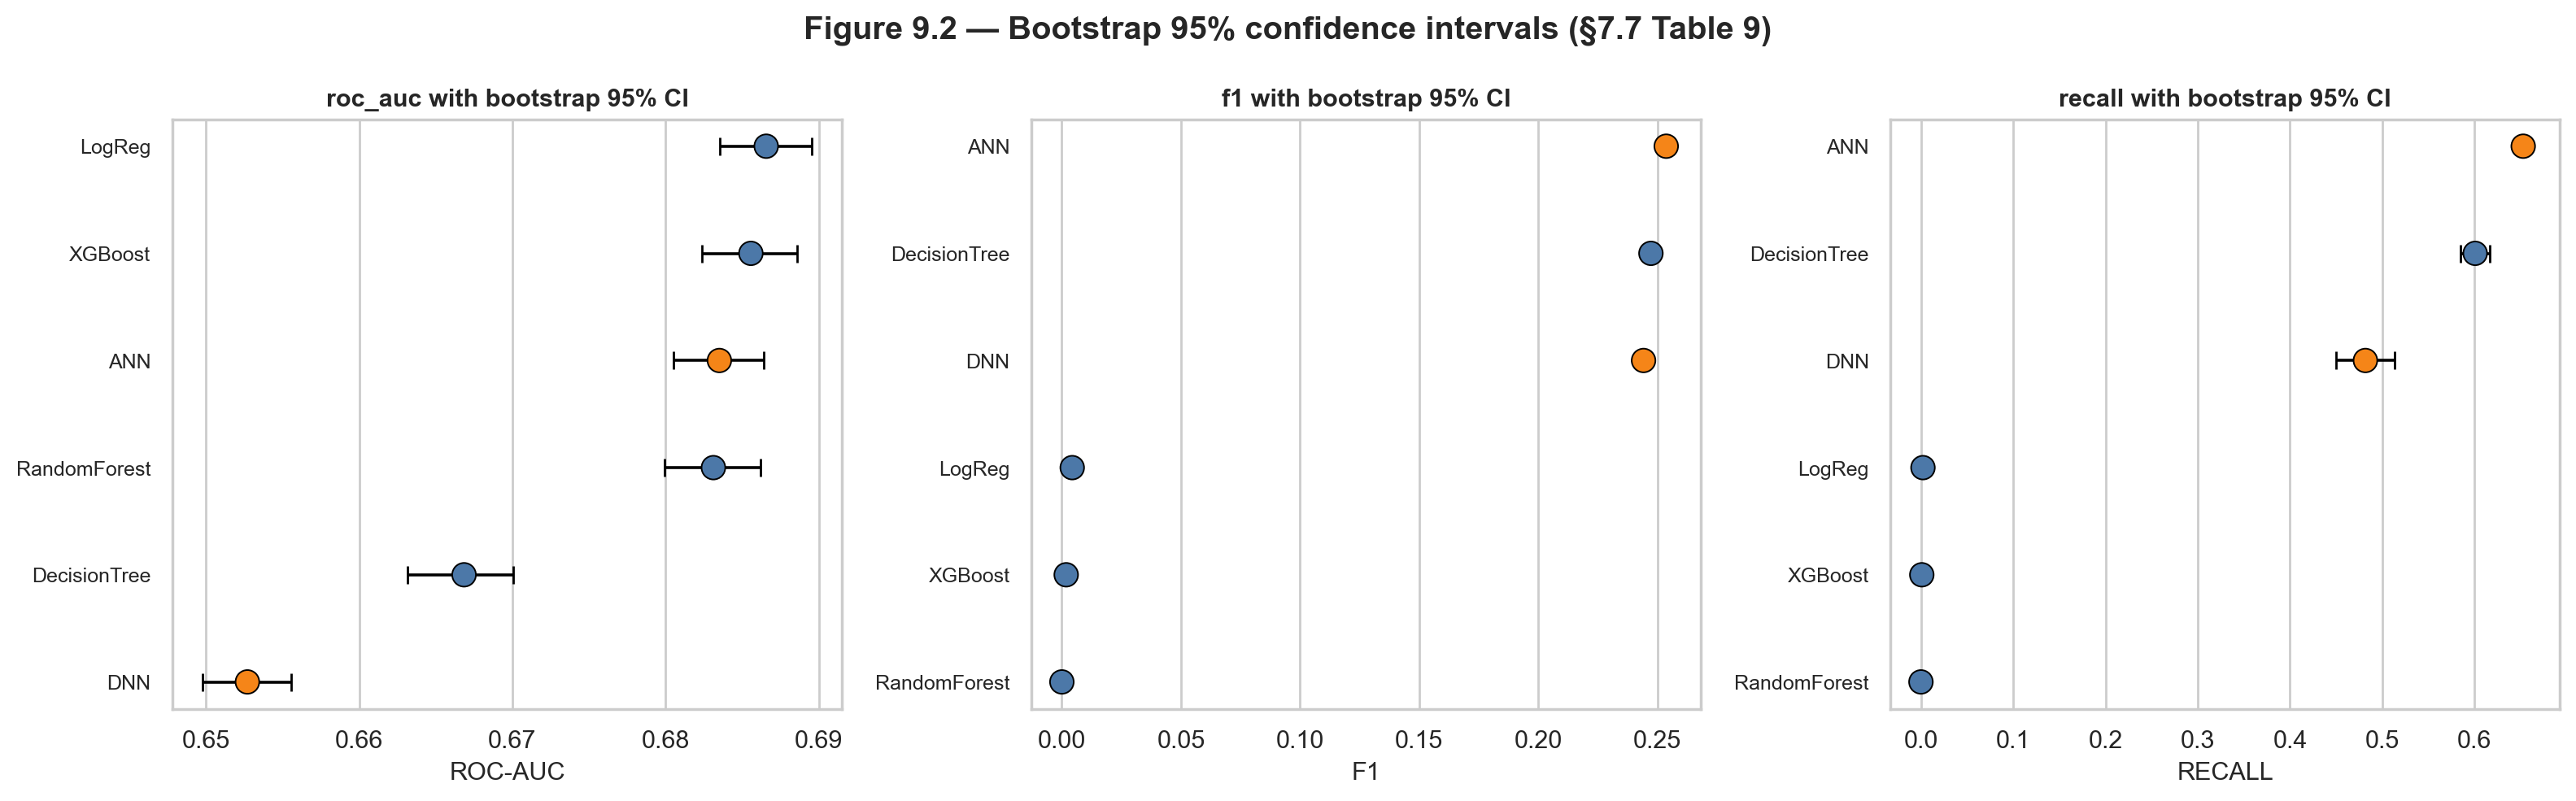 Figure 9.2 — Bootstrap 95% confidence intervals (§7.7 Table 9)
roc_auc with bootstrap 95% CI
LogReg
XGBoost
ANN
RandomForest
DecisionTree
DNN
0.65 0.66 0.67 0.68 0.69
ROC-AUC
f1 with bootstrap 95% CI
ANN
DecisionTree
DNN
LogReg
XGBoost
RandomForest
0.00 0.05 0.10 0.15 0.20 0.25
F1
recall with bootstrap 95% CI
ANN
DecisionTree
DNN
LogReg
XGBoost
RandomForest
0.0 0.1 0.2 0.3 0.4 0.5 0.6
RECALL